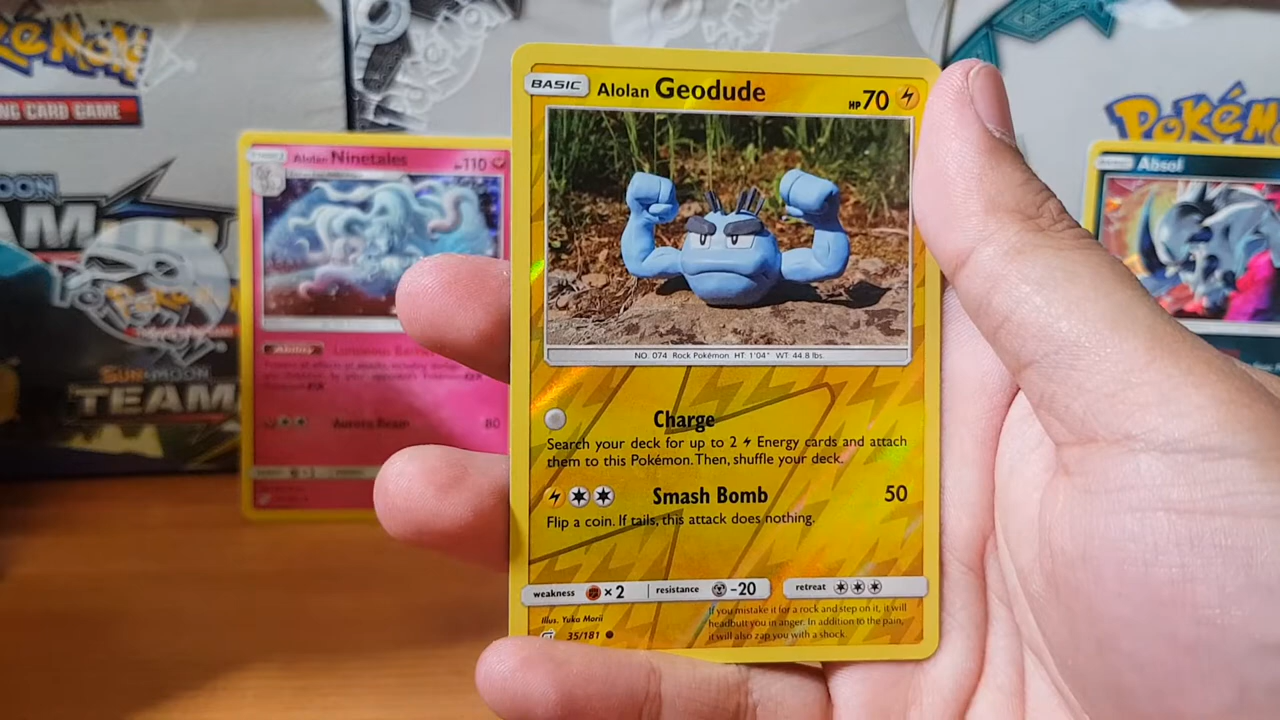 Pokémon
NG CARD GAME
OON
TEAM
SUN & MOON
TEAM
Alolan Ninetales
110
Ability
Aurora Beam
80
BASIC
Alolan Geodude
HP70
NO. 074 Rock Pokémon HT: 1'04" WT: 44.8 lbs.
Charge
Search your deck for up to 2 Energy cards and attach
them to this Pokémon. Then, shuffle your deck.
Smash Bomb
50
Flip a coin. If tails, this attack does nothing.
weakness ×2
resistance -20
retreat
Illus. Yuka Morii
35/181
If you mistake it for a rock and step on it, it will
headbutt you in anger. In addition to the pain,
it will also zap you with a shock.
Poké
Absol